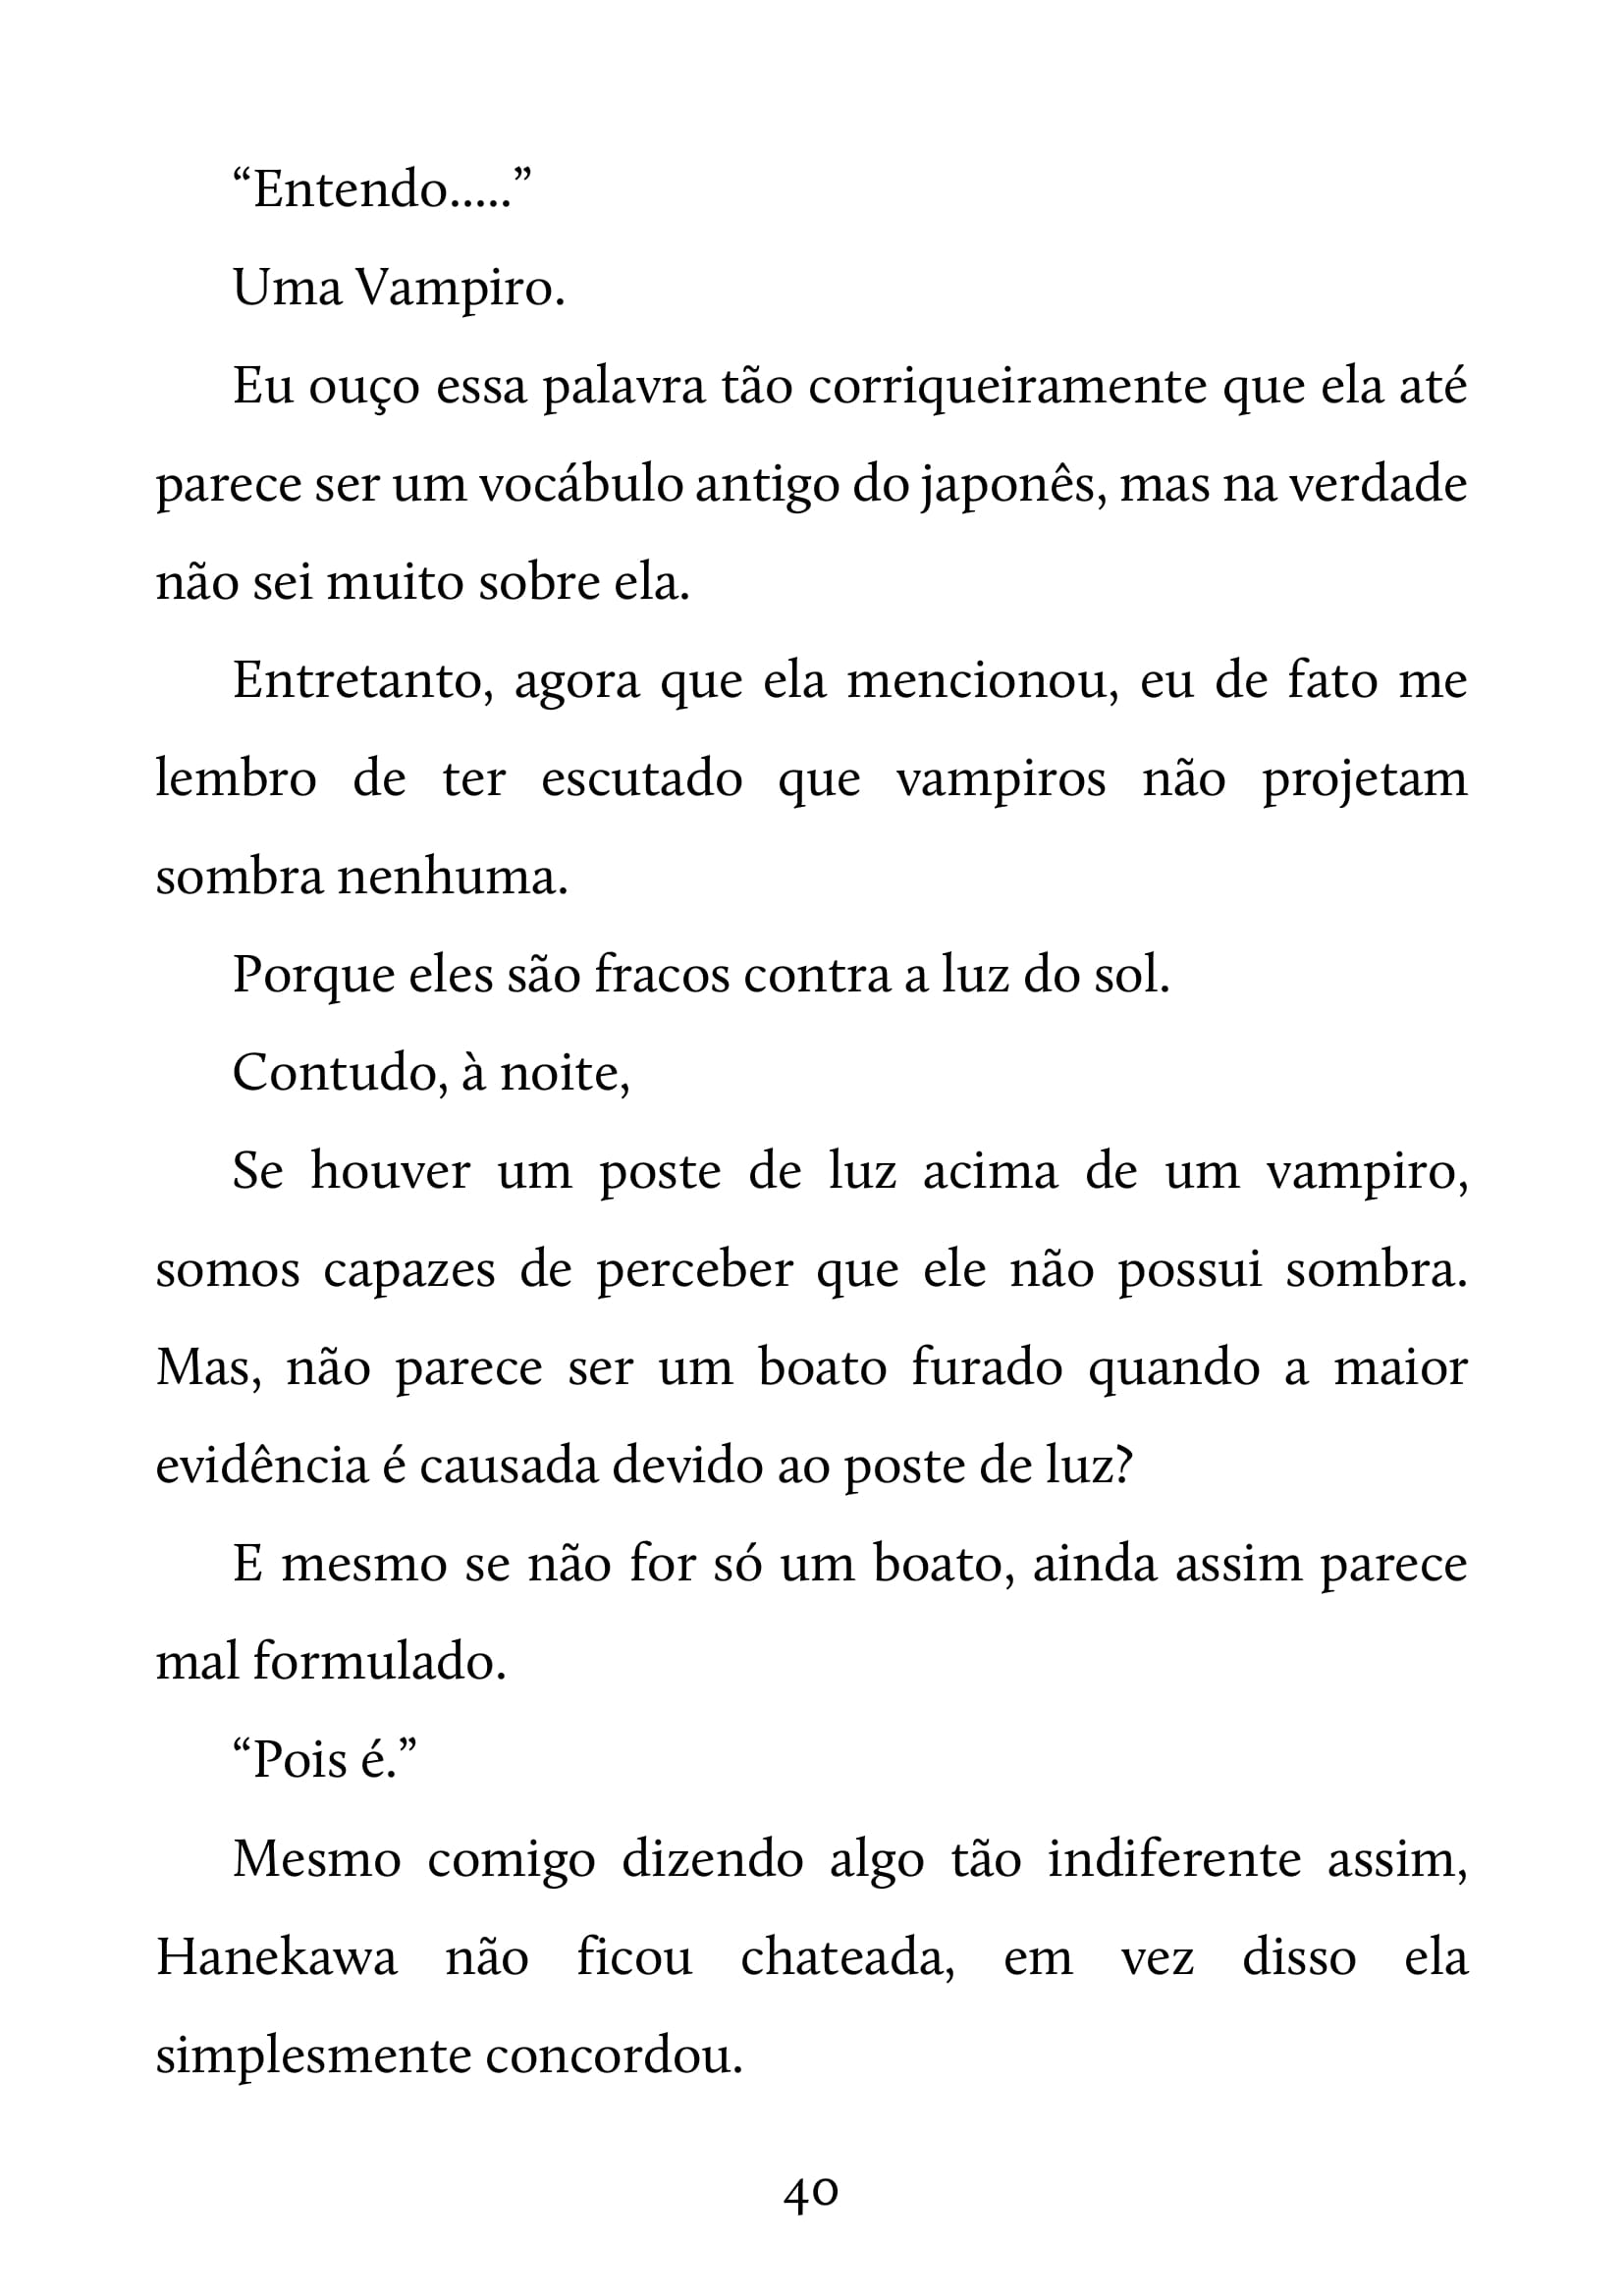 “Entendo.....”
Uma Vampiro.
Eu ouço essa palavra tão corriqueiramente que ela até
parece ser um vocábulo antigo do japonês, mas na verdade
não sei muito sobre ela.
Entretanto, agora que ela mencionou, eu de fato me
lembro de ter escutado que vampiros não projetam
sombra nenhuma.
Porque eles são fracos contra a luz do sol.
Contudo, à noite,
Se houver um poste de luz acima de um vampiro,
somos capazes de perceber que ele não possui sombra.
Mas, não parece ser um boato furado quando a maior
evidência é causada devido ao poste de luz?
E mesmo se não for só um boato, ainda assim parece
mal formulado.
“Pois é.”
Mesmo comigo dizendo algo tão indiferente assim,
Hanekawa não ficou chateada, em vez disso ela
simplesmente concordou.
40